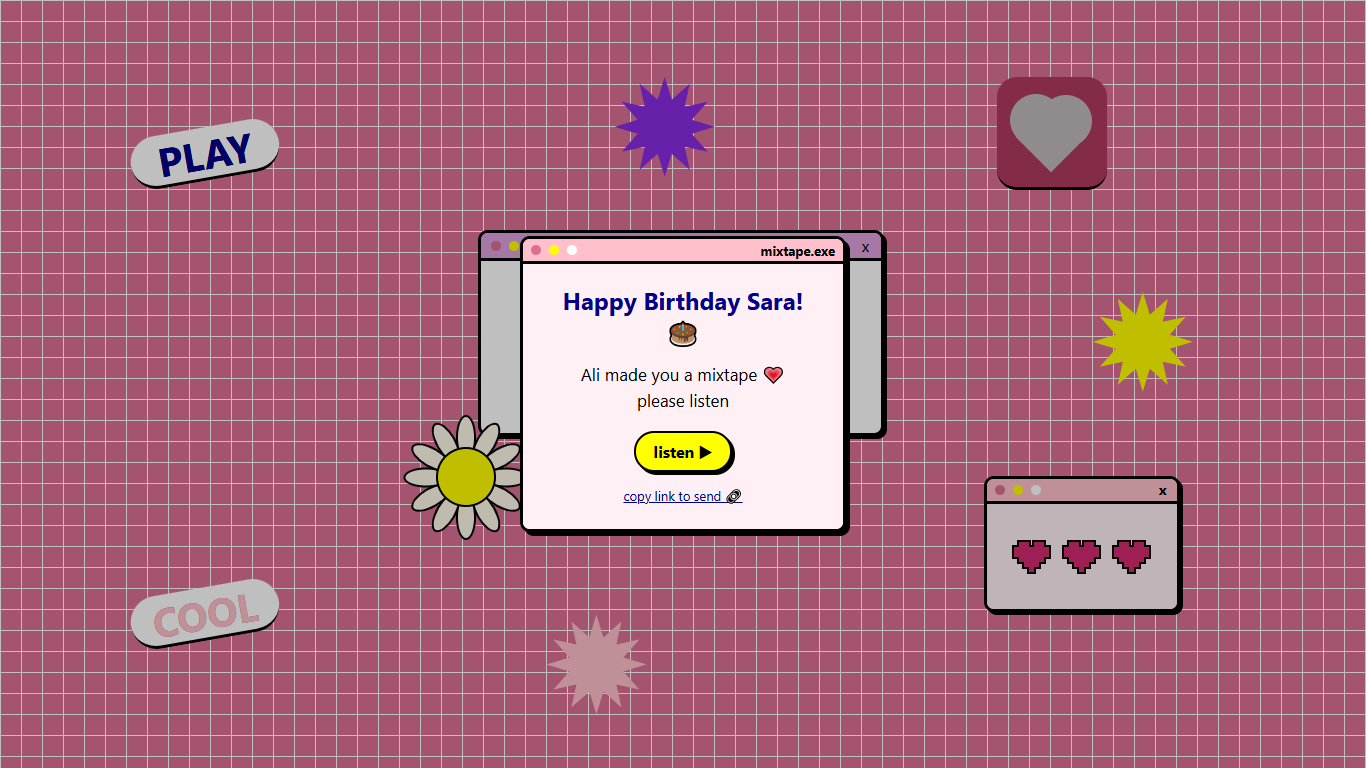 PLAY
x
mixtape.exe
Happy Birthday Sara!
🎂
Ali made you a mixtape 💗
please listen
listen ▶
copy link to send 🔗
x
COOL